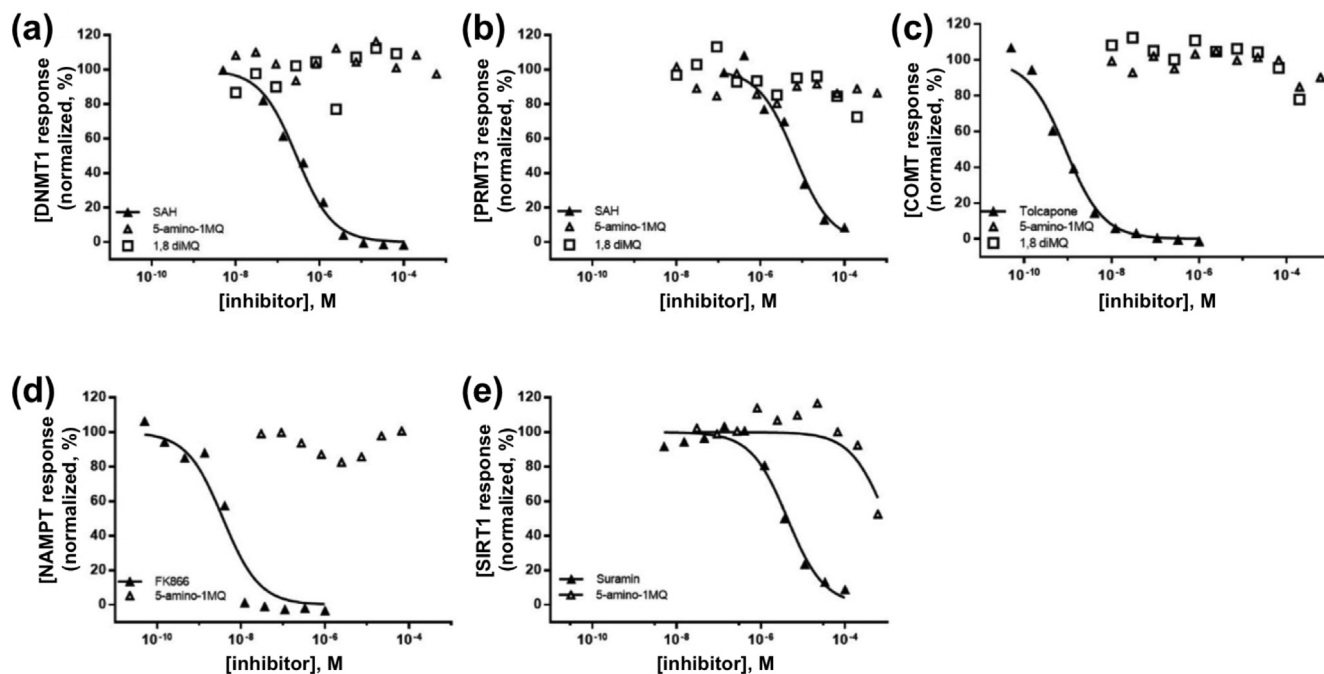 (a)
[DNMT1 response
(normalized, %)
120
100
80
60
40
20
0
SAH
5-amino-1MQ
1,8 diMQ
10⁻¹⁰ 10⁻⁸ 10⁻⁶ 10⁻⁴
[inhibitor], M
(b)
[PRMT3 response
(normalized, %)
120
100
80
60
40
20
0
SAH
5-amino-1MQ
1,8 diMQ
10⁻¹⁰ 10⁻⁸ 10⁻⁶ 10⁻⁴
[inhibitor], M
(c)
[COMT response
(normalized, %)
120
100
80
60
40
20
0
Tolcapone
5-amino-1MQ
1,8 diMQ
10⁻¹⁰ 10⁻⁸ 10⁻⁶ 10⁻⁴
[inhibitor], M
(d)
[NAMPT response
(normalized, %)
120
100
80
60
40
20
0
FK866
5-amino-1MQ
10⁻¹⁰ 10⁻⁸ 10⁻⁶ 10⁻⁴
[inhibitor], M
(e)
[SIRT1 response
(normalized, %)
120
100
80
60
40
20
0
Suramin
5-amino-1MQ
10⁻¹⁰ 10⁻⁸ 10⁻⁶ 10⁻⁴
[inhibitor], M